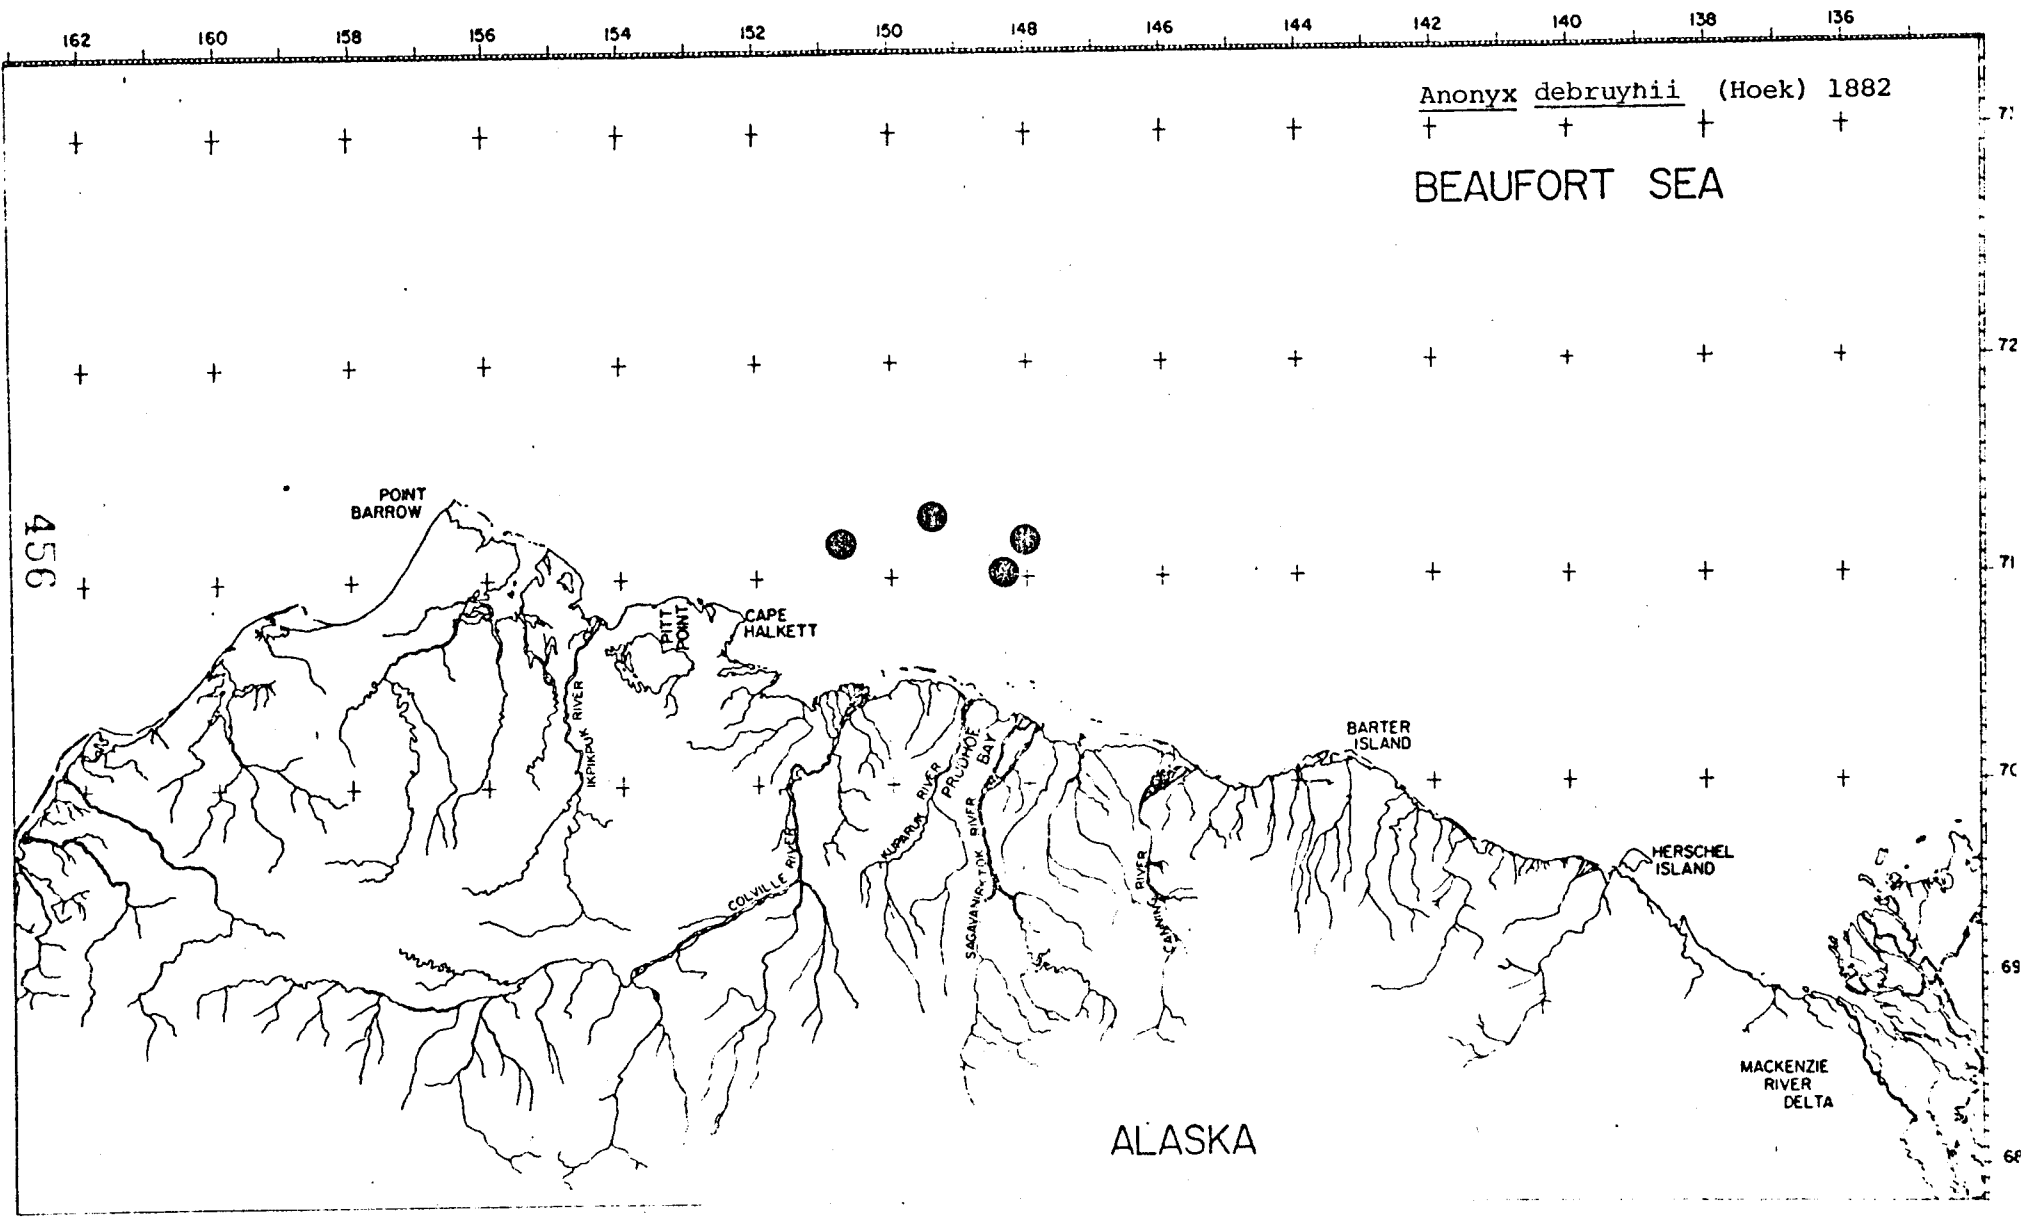 162 160 158 156 154 152 150 148 146 144 142 140 138 136
Anonyx debruyhii (Hoek) 1882
BEAUFORT SEA
72
71
POINT
BARROW
456
PITT
POINT
CAPE
HALKETT
IKPIKPUK RIVER
COLVILLE RIVER
KUPARUK RIVER
PRUDHOE
BAY
SAGAVANIRKTOK RIVER
CANNING RIVER
BARTER
ISLAND
HERSCHEL
ISLAND
69
MACKENZIE
RIVER
DELTA
ALASKA
68